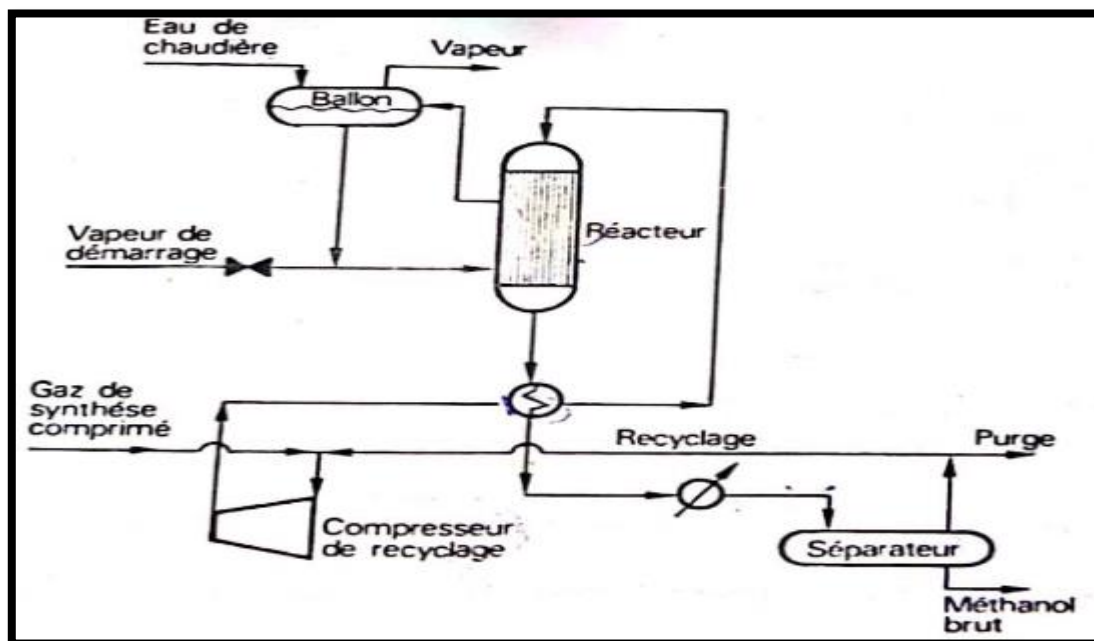 Eau de
chaudière
Vapeur
Ballon
Réacteur
Vapeur de
démarrage
Gaz de
synthése
comprimé
Recyclage
Purge
Compresseur
de recyclage
Séparateur
Méthanol
brut